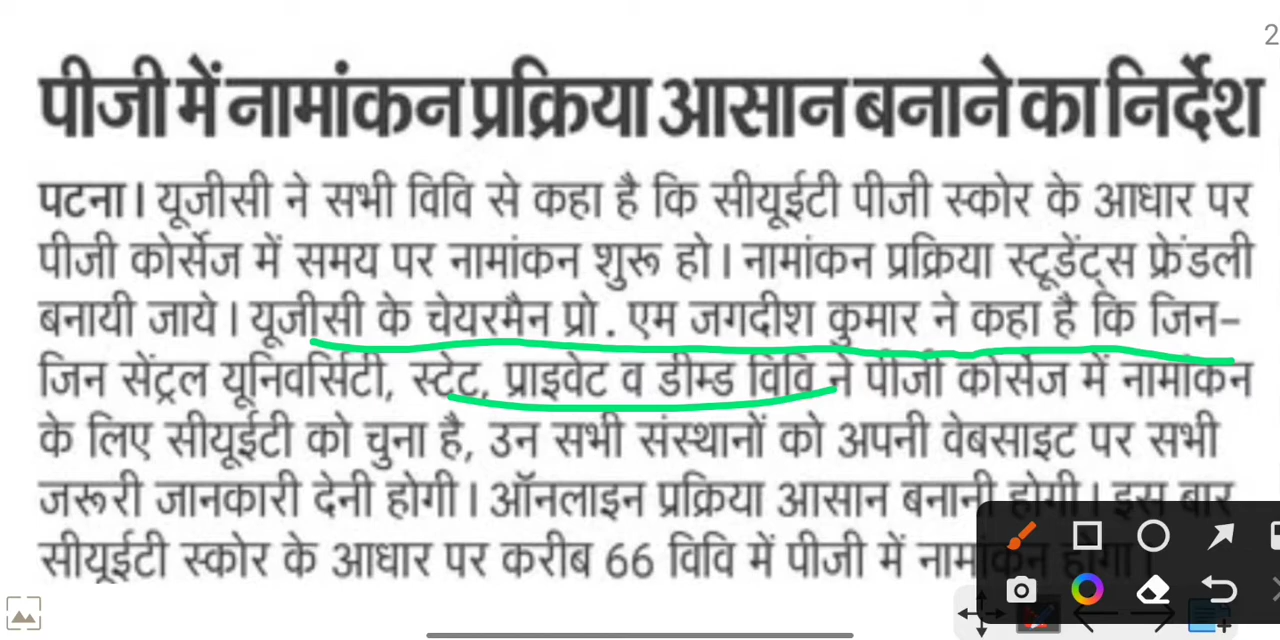 2
पीजी में नामांकन प्रक्रिया आसान बनाने का निर्देश
पटना। यूजीसी ने सभी विवि से कहा है कि सीयूईटी पीजी स्कोर के आधार पर
पीजी कोर्सेज में समय पर नामांकन शुरू हो। नामांकन प्रक्रिया स्टूडेंट्स फ्रेंडली
बनायी जाये। यूजीसी के चेयरमैन प्रो. एम जगदीश कुमार ने कहा है कि जिन-
जिन सेंट्रल यूनिवर्सिटी, स्टेट, प्राइवेट व डीम्ड विवि ने पीजी कोर्सेज में नामांकन
के लिए सीयूईटी को चुना है, उन सभी संस्थानों को अपनी वेबसाइट पर सभी
जरूरी जानकारी देनी होगी। ऑनलाइन प्रक्रिया आसान बनानी होगी। इस बार
सीयूईटी स्कोर के आधार पर करीब 66 विवि में पीजी में नामांकन होगा।